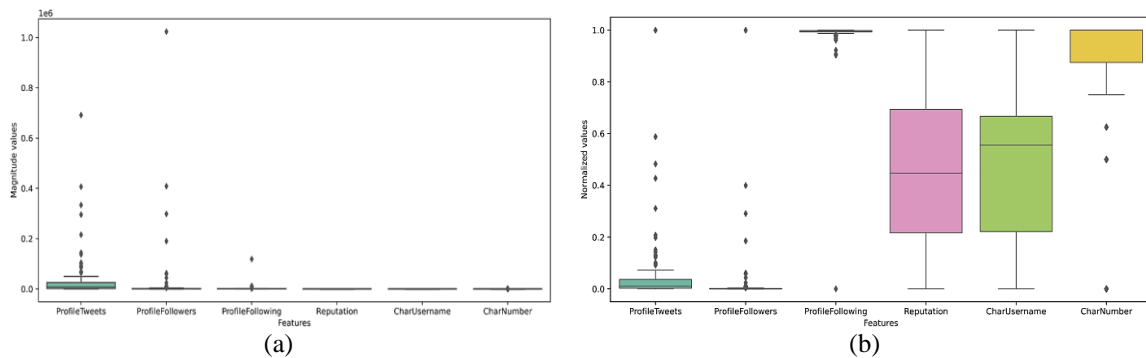 1e6
1.0
0.8
0.6
0.4
0.2
0.0
Magnitude values
ProfileTweets ProfileFollowers ProfileFollowing Reputation CharUsername CharNumber
Features
(a)
1.0
0.8
0.6
0.4
0.2
0.0
Normalized values
ProfileTweets ProfileFollowers ProfileFollowing Reputation CharUsername CharNumber
Features
(b)